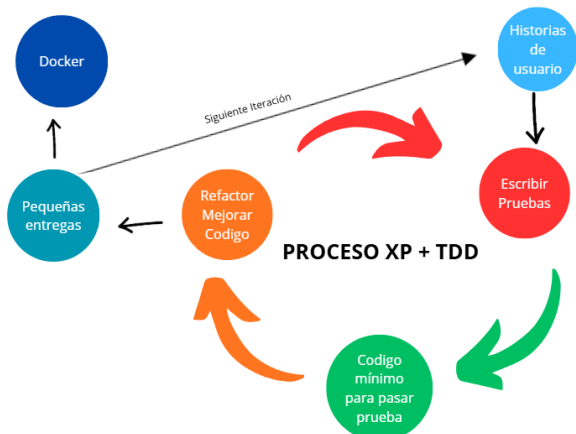 Historias
de
usuario
Docker
Siguiente Iteración
Escribir
Pruebas
Refactor
Mejorar
Codigo
Pequeñas
entregas
PROCESO XP + TDD
Codigo
mínimo
para pasar
prueba